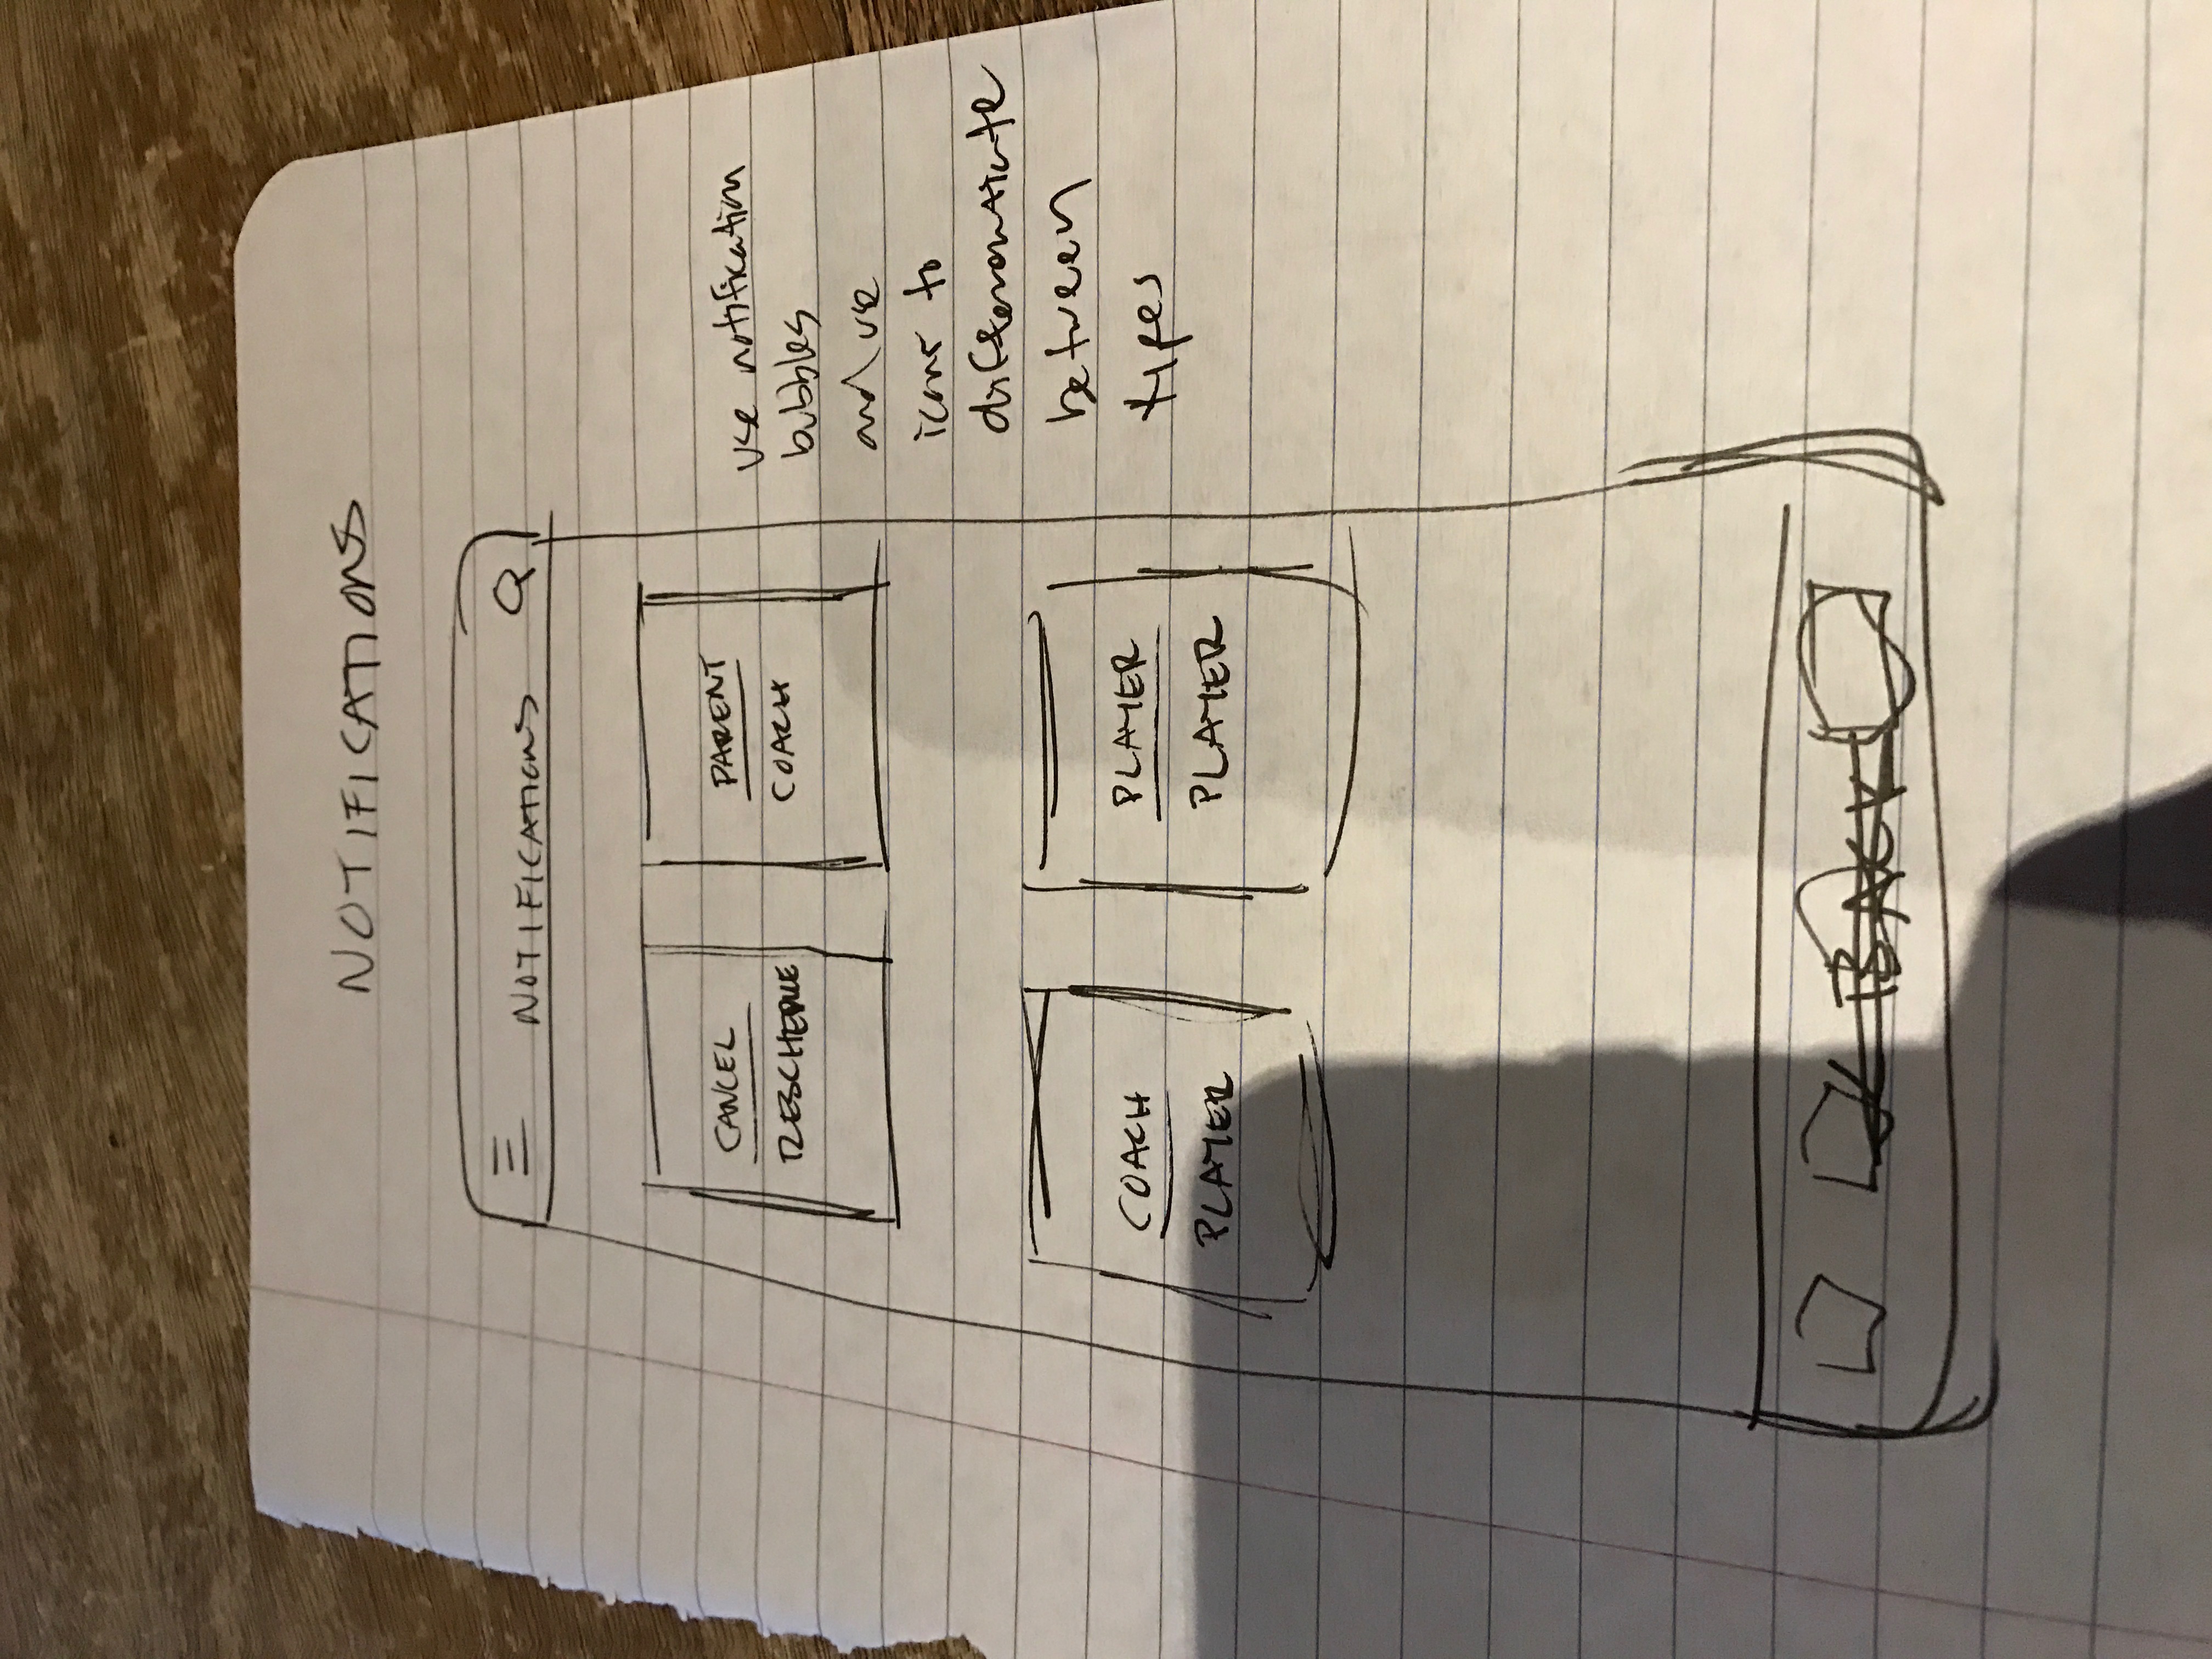 NOTIFICATIONS
NOTIFICATIONS
CANCEL
RESCHEDULE
PARENT
COACH
use notification
bubbles
and use
icons to
differentiate
between
types
COACH
PLAYER
PLAYER
PLAYER
BACK